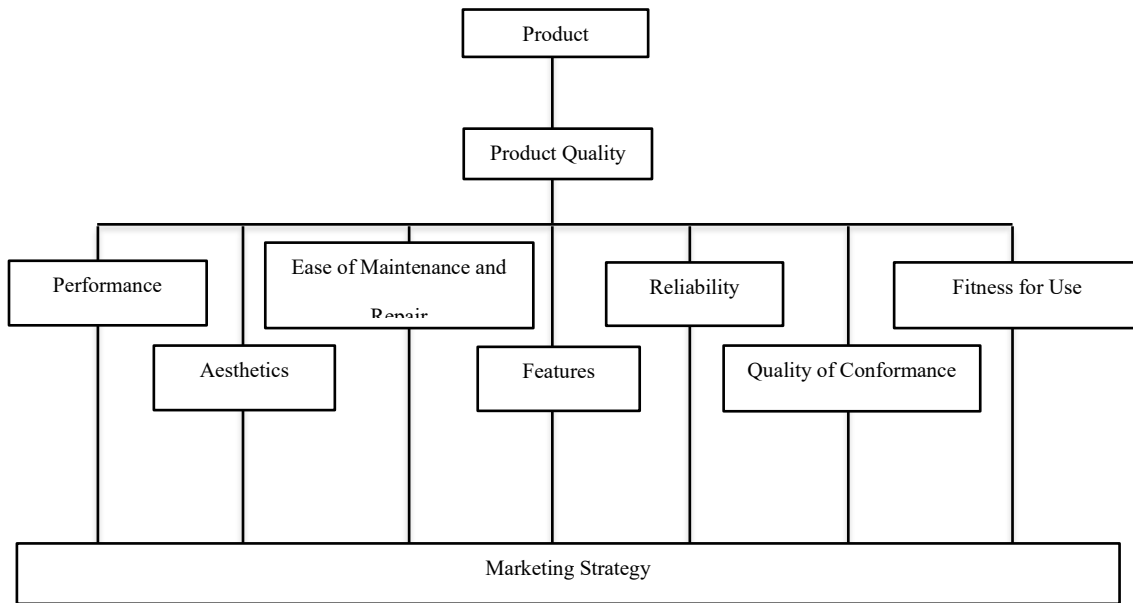 Product
Product Quality
Performance
Ease of Maintenance and
Repair
Reliability
Fitness for Use
Aesthetics
Features
Quality of Conformance
Marketing Strategy